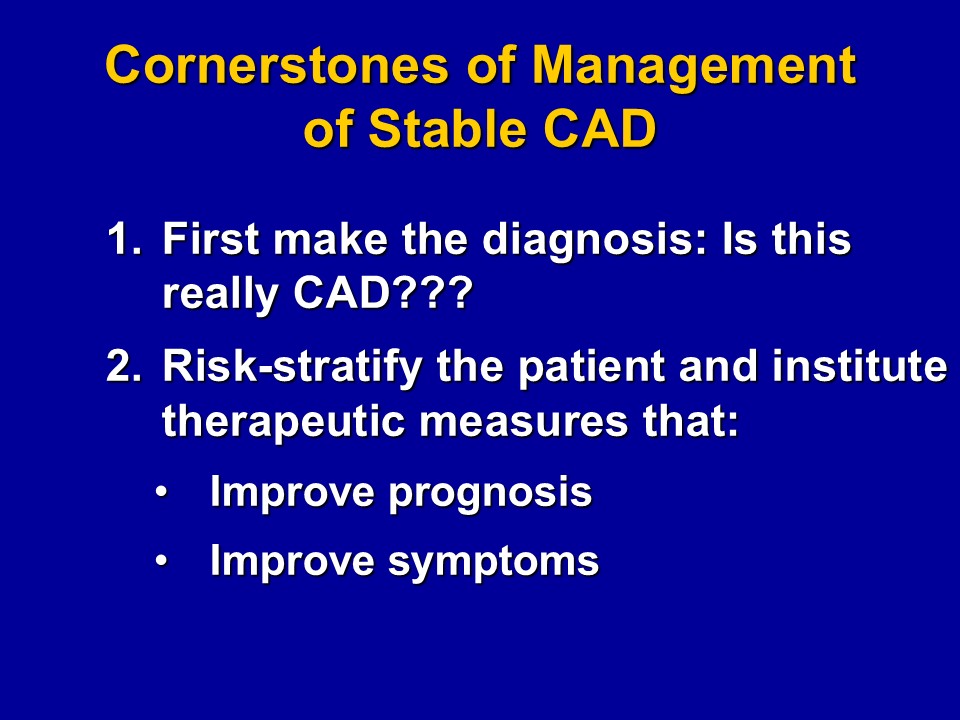 Cornerstones of Management
of Stable CAD
1. First make the diagnosis: Is this
really CAD???
2. Risk-stratify the patient and institute
therapeutic measures that:
• Improve prognosis
• Improve symptoms